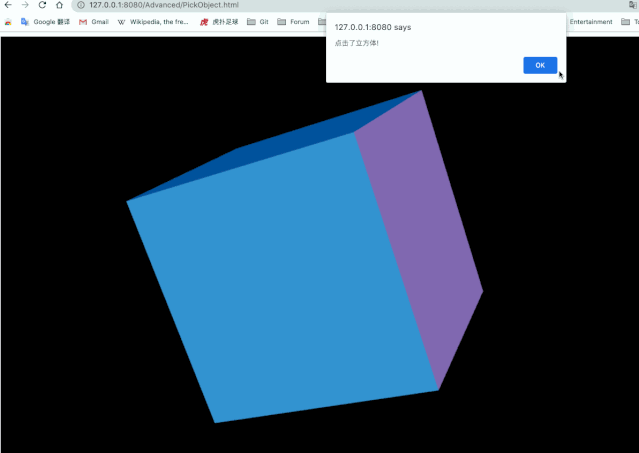 127.0.0.1:8080/Advanced/PickObject.html
Google 翻译 Gmail Wikipedia, the fre... 虎扑足球 Git Forum Entertainment
127.0.0.1:8080 says
点击了立方体!
OK